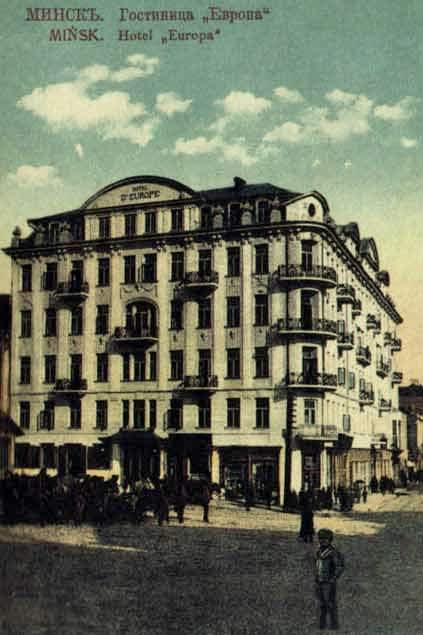 МИНСКЪ. Гостиница „Европа“
MIŃSK. Hotel „Europa“
HOTEL
D'EUROPE